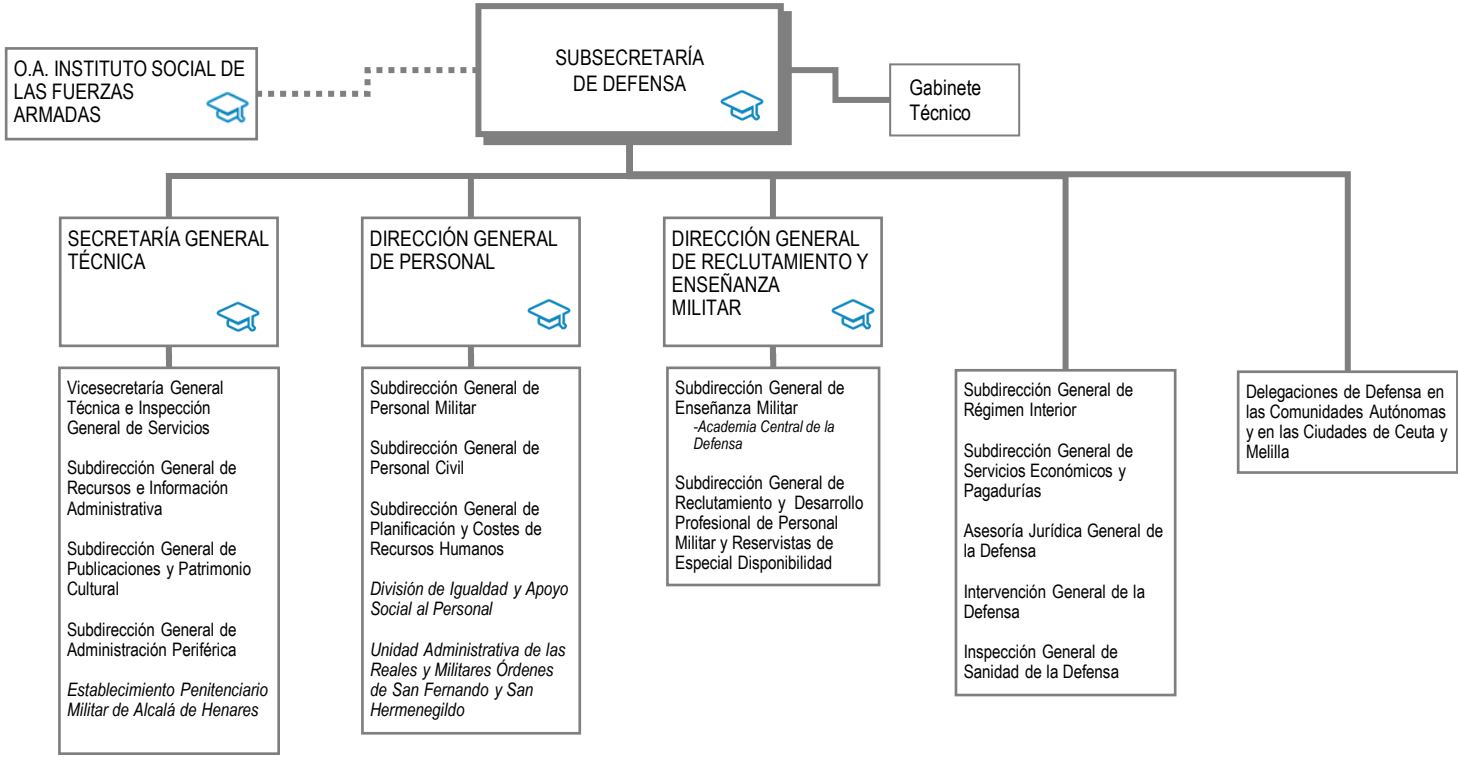 SUBSECRETARÍA
DE DEFENSA
O.A. INSTITUTO SOCIAL DE
LAS FUERZAS
ARMADAS
Gabinete
Técnico
SECRETARÍA GENERAL
TÉCNICA
DIRECCIÓN GENERAL
DE PERSONAL
DIRECCIÓN GENERAL
DE RECLUTAMIENTO Y
ENSEÑANZA
MILITAR
Vicesecretaría General
Técnica e Inspección
General de Servicios
Subdirección General de
Recursos e Información
Administrativa
Subdirección General de
Publicaciones y Patrimonio
Cultural
Subdirección General de
Administración Periférica
Establecimiento Penitenciario
Militar de Alcalá de Henares
Subdirección General de
Personal Militar
Subdirección General de
Personal Civil
Subdirección General de
Planificación y Costes de
Recursos Humanos
División de Igualdad y Apoyo
Social al Personal
Unidad Administrativa de las
Reales y Militares Órdenes
de San Fernando y San
Hermenegildo
Subdirección General de
Enseñanza Militar
-Academia Central de la
Defensa
Subdirección General de
Reclutamiento y Desarrollo
Profesional de Personal
Militar y Reservistas de
Especial Disponibilidad
Subdirección General de
Régimen Interior
Subdirección General de
Servicios Económicos y
Pagadurías
Asesoría Jurídica General de
la Defensa
Intervención General de la
Defensa
Inspección General de
Sanidad de la Defensa
Delegaciones de Defensa en
las Comunidades Autónomas
y en las Ciudades de Ceuta y
Melilla